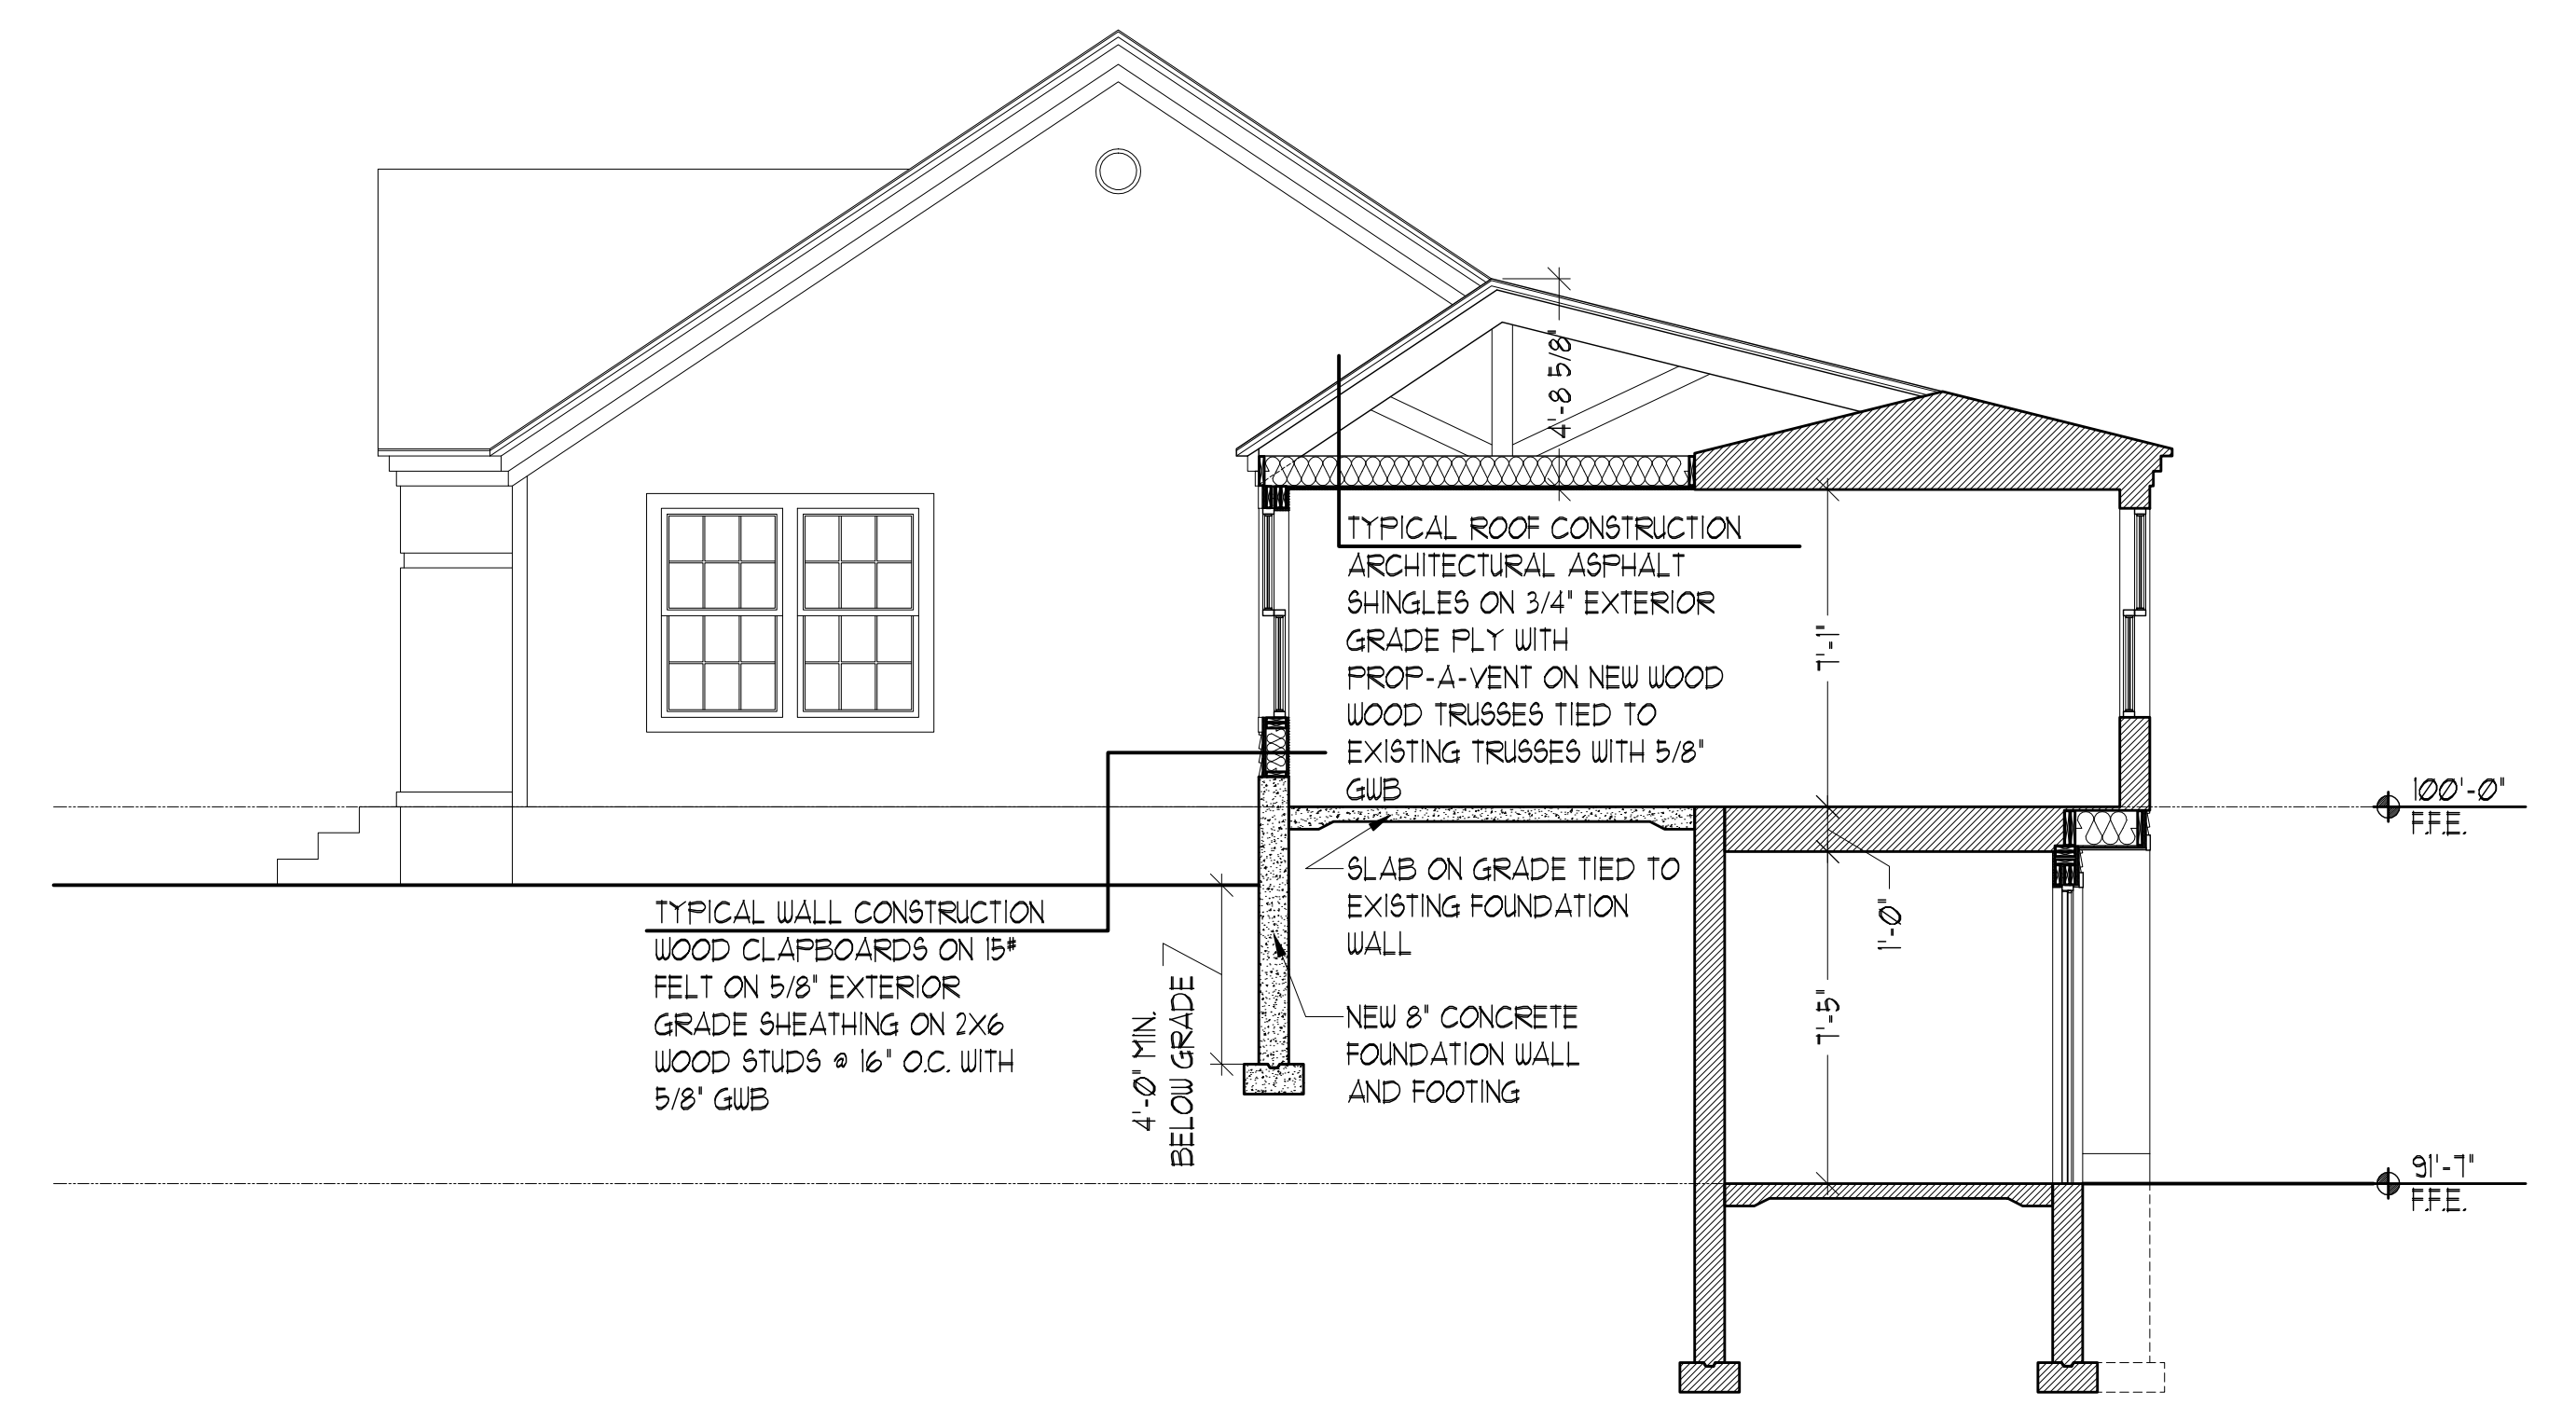 4'-8 5/8"
TYPICAL ROOF CONSTRUCTION
ARCHITECTURAL ASPHALT
SHINGLES ON 3/4" EXTERIOR
GRADE PLY WITH
PROP-A-VENT ON NEW WOOD
WOOD TRUSSES TIED TO
EXISTING TRUSSES WITH 5/8"
GWB
7'-1"
100'-0"
F.F.E.
SLAB ON GRADE TIED TO
EXISTING FOUNDATION
WALL
1'-0"
TYPICAL WALL CONSTRUCTION
WOOD CLAPBOARDS ON 15#
FELT ON 5/8" EXTERIOR
GRADE SHEATHING ON 2X6
WOOD STUDS @ 16" O.C. WITH
5/8" GWB
4'-0" MIN.
BELOW GRADE
NEW 8" CONCRETE
FOUNDATION WALL
AND FOOTING
7'-5"
91'-7"
F.F.E.